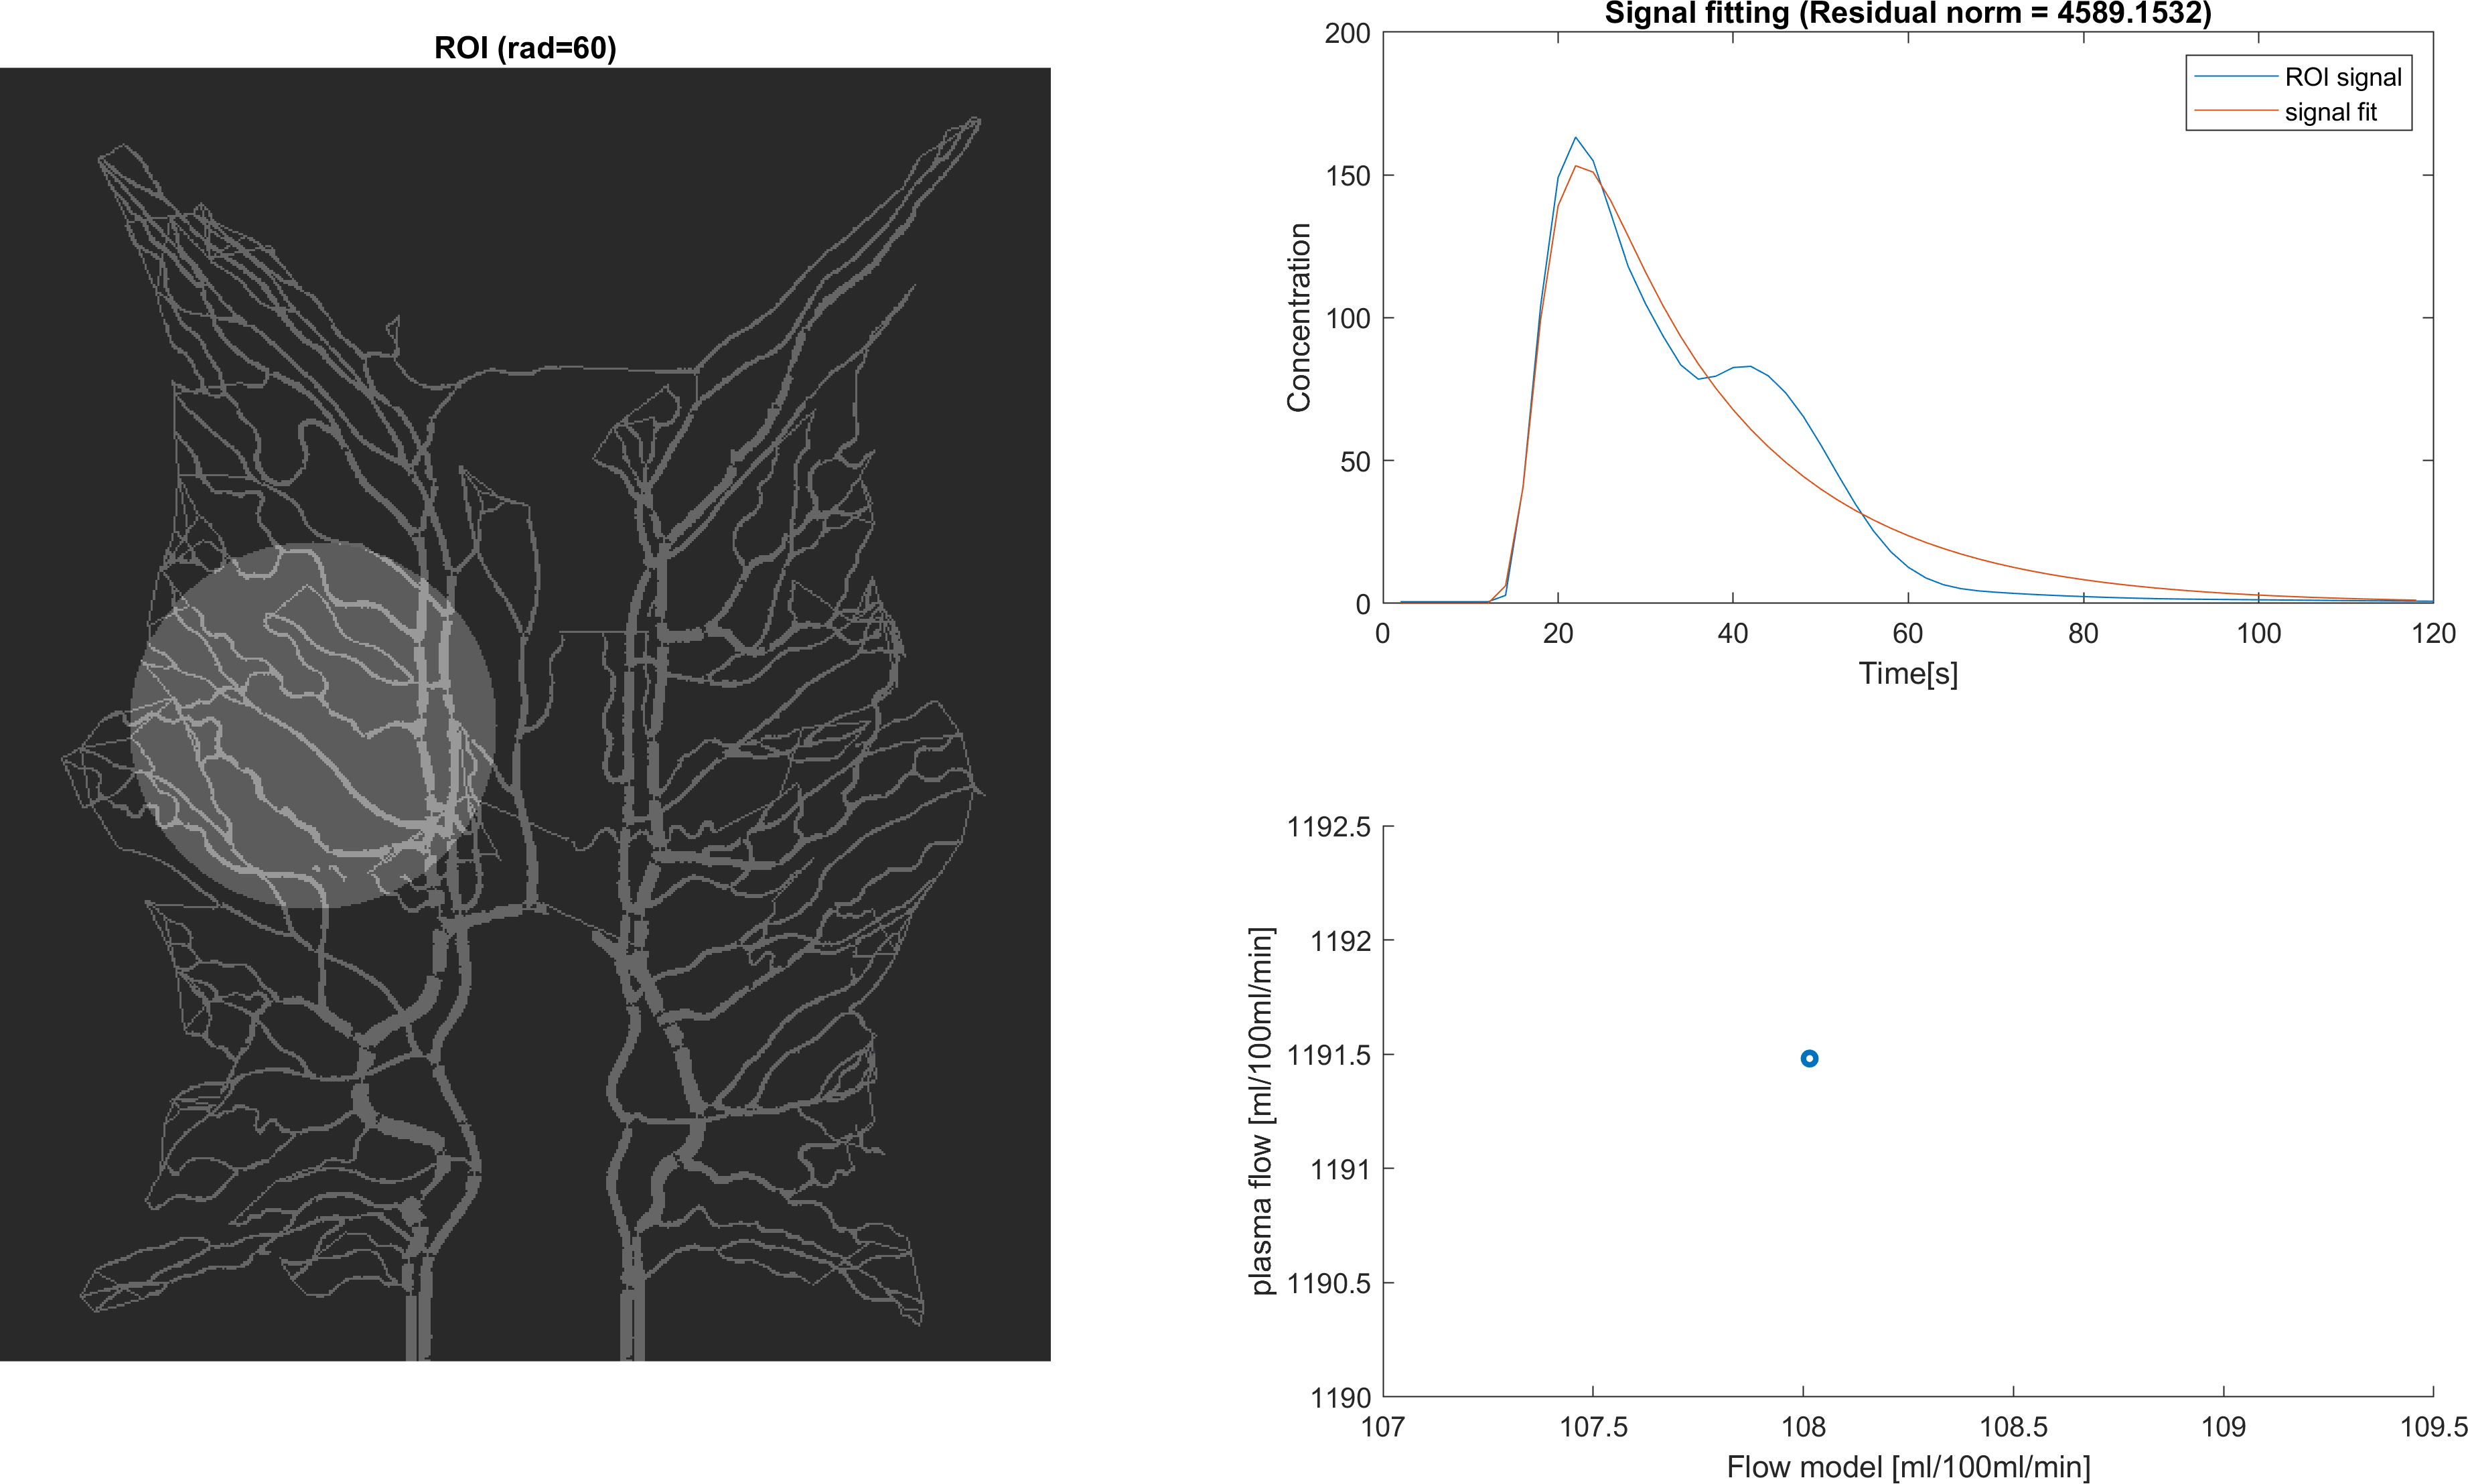 ROI (rad=60)
Signal fitting (Residual norm = 4589.1532)
200
150
100
50
0
Concentration
ROI signal
signal fit
0 20 40 60 80 100 120
Time[s]
1192.5
1192
1191.5
1191
1190.5
1190
plasma flow [ml/100ml/min]
107 107.5 108 108.5 109 109.5
Flow model [ml/100ml/min]